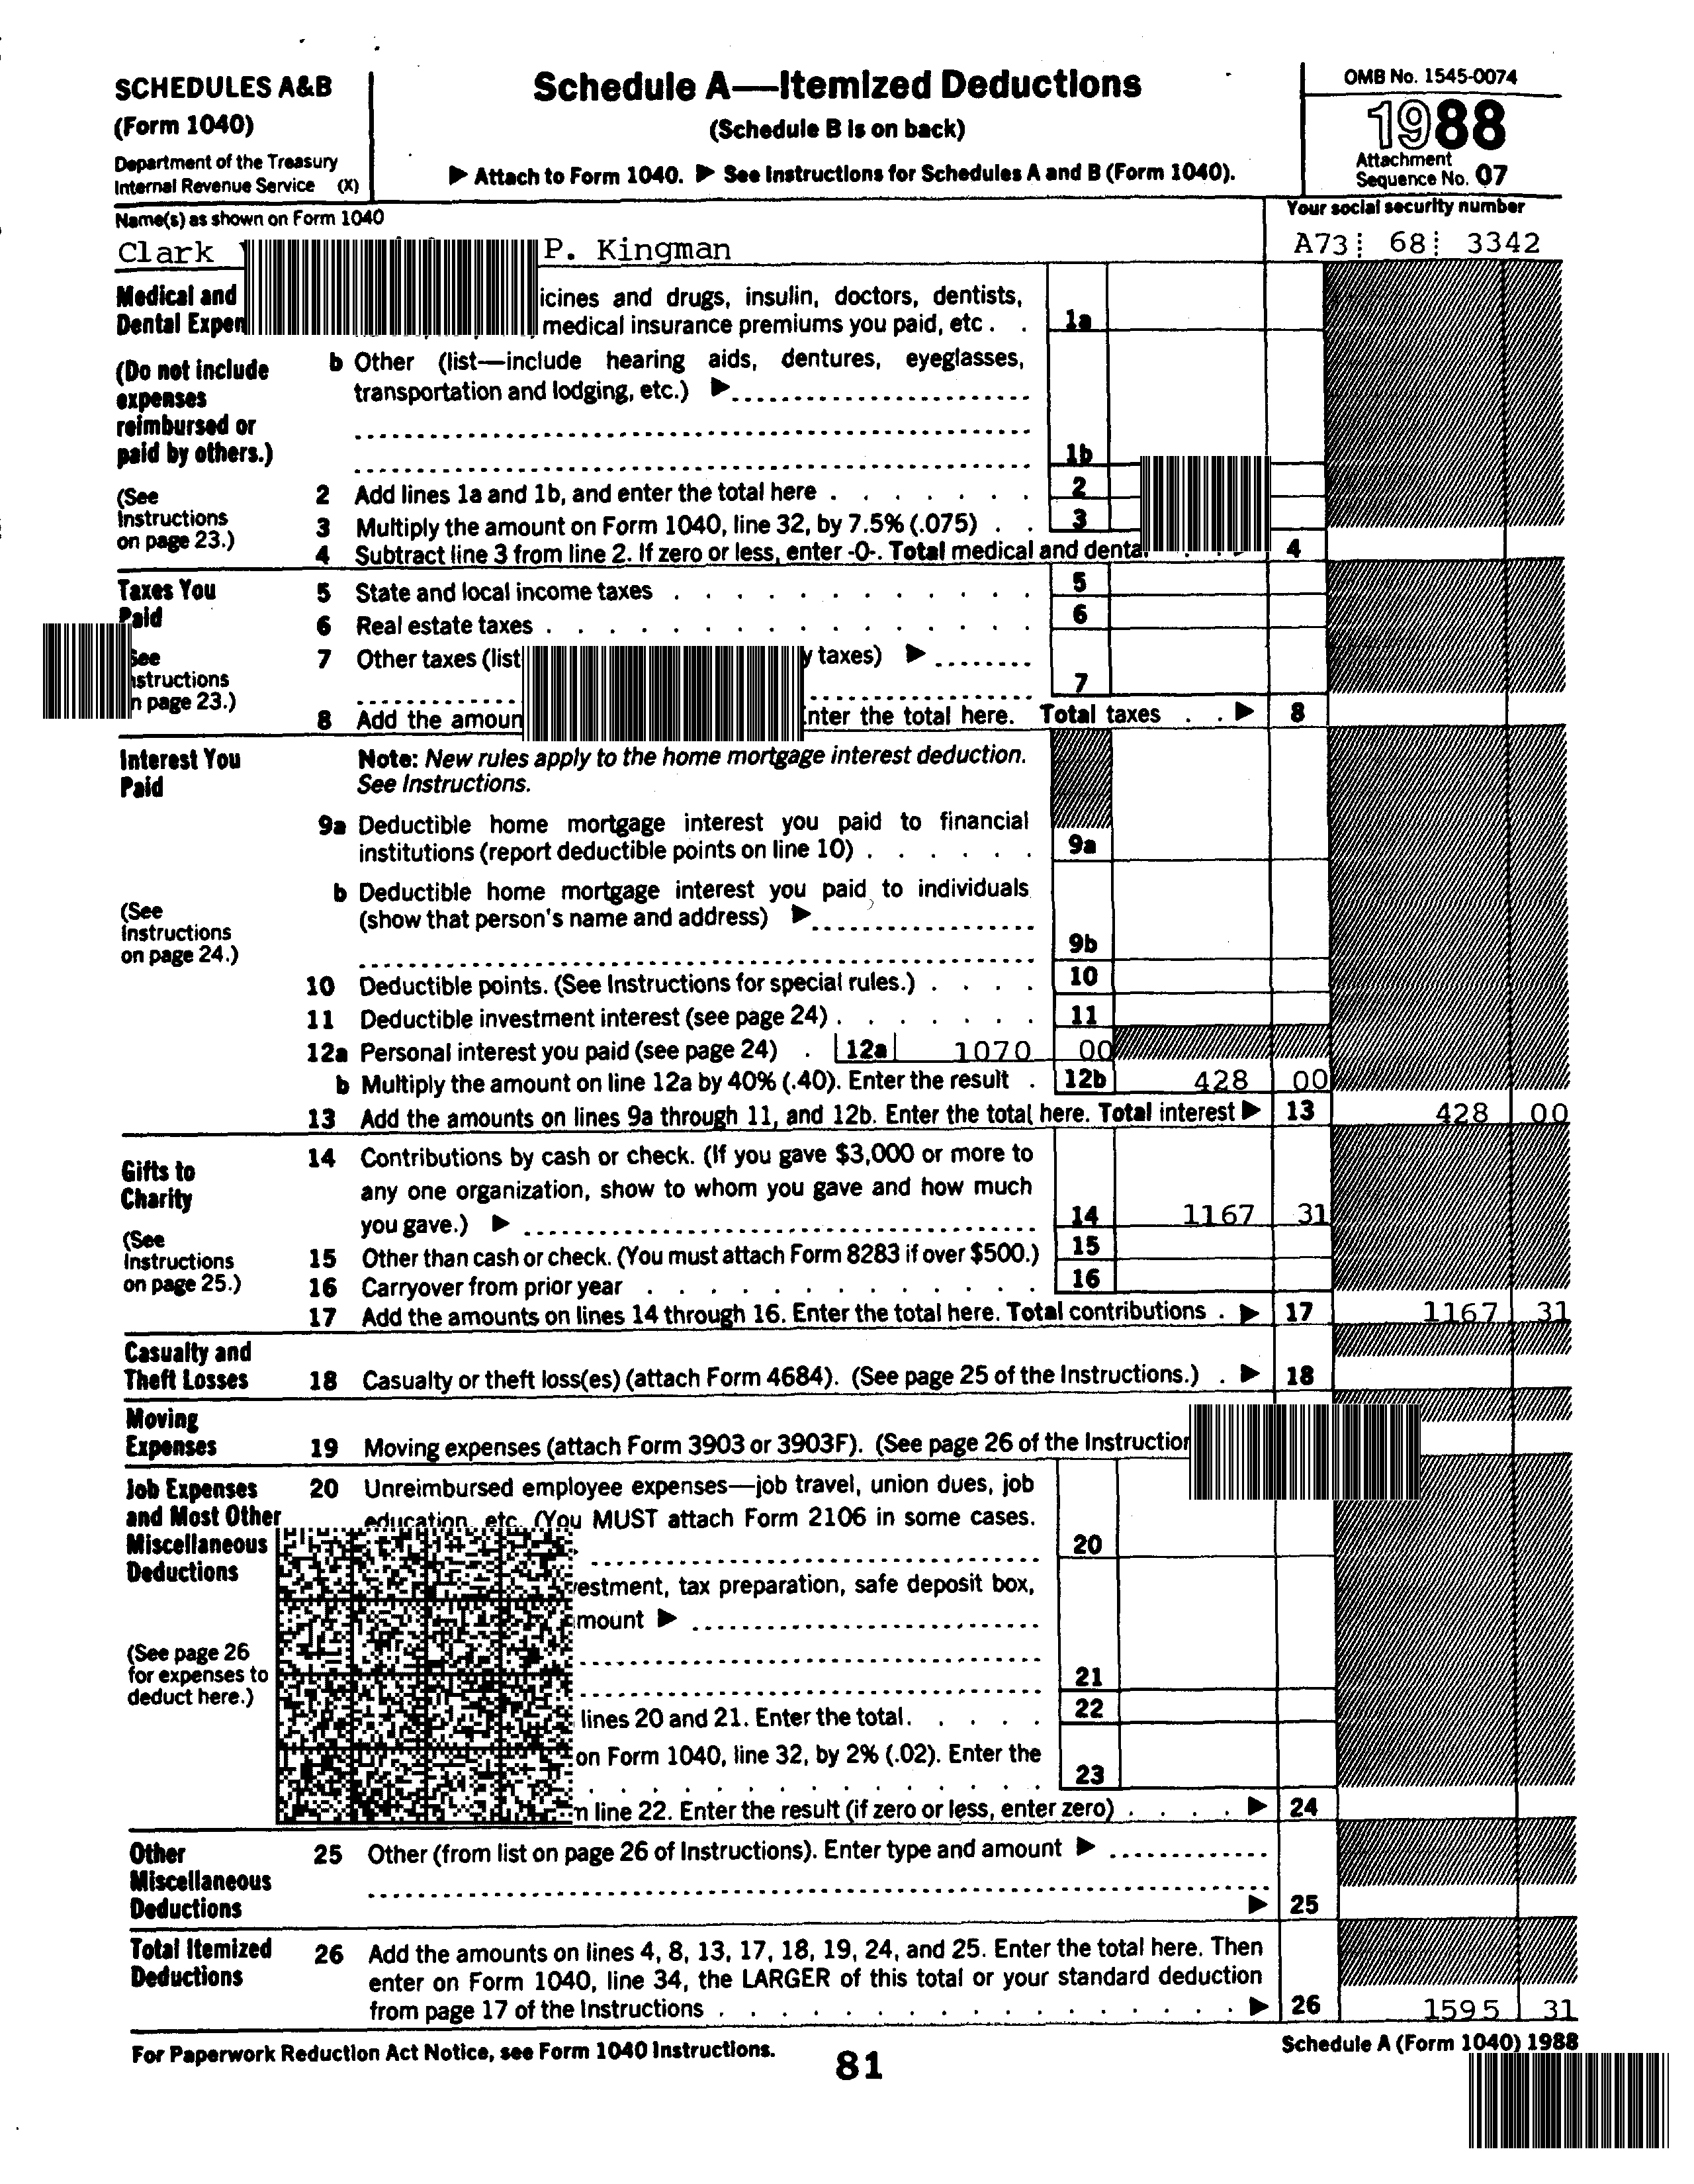 SCHEDULES A&B
(Form 1040)
Department of the Treasury
Internal Revenue Service (X)
Schedule A—Itemized Deductions
(Schedule B is on back)
▶ Attach to Form 1040. ▶ See Instructions for Schedules A and B (Form 1040).
OMB No. 1545-0074
1988
Attachment
Sequence No. 07
Name(s) as shown on Form 1040
Your social security number
Clark P. Kingman
A73 68 3342
Medical and
Dental Expen
icines and drugs, insulin, doctors, dentists,
medical insurance premiums you paid, etc . . 1a
(Do not include
expenses
reimbursed or
paid by others.)
b Other (list—include hearing aids, dentures, eyeglasses,
transportation and lodging, etc.) ▶
1b
(See
Instructions
on page 23.)
2 Add lines 1a and 1b, and enter the total here . . . . . . . 2
3 Multiply the amount on Form 1040, line 32, by 7.5% (.075) . . 3
4 Subtract line 3 from line 2. If zero or less, enter -0-. Total medical and denta 4
Taxes You
Paid
See
nstructions
n page 23.)
5 State and local income taxes . . . . . . . . . . . . 5
6 Real estate taxes . . . . . . . . . . . . . . . . 6
7 Other taxes (list y taxes) ▶
7
8 Add the amoun nter the total here. Total taxes . . ▶ 8
Interest You
Paid
Note: New rules apply to the home mortgage interest deduction.
See Instructions.
9a Deductible home mortgage interest you paid to financial
institutions (report deductible points on line 10) . . . . . . 9a
b Deductible home mortgage interest you paid to individuals
(show that person's name and address) ▶
9b
(See
Instructions
on page 24.)
10 Deductible points. (See Instructions for special rules.) . . . . 10
11 Deductible investment interest (see page 24) . . . . . . . 11
12a Personal interest you paid (see page 24) . 12a 1070 00
b Multiply the amount on line 12a by 40% (.40). Enter the result . 12b 428 00
13 Add the amounts on lines 9a through 11, and 12b. Enter the total here. Total interest ▶ 13 428 00
Gifts to
Charity
(See
Instructions
on page 25.)
14 Contributions by cash or check. (If you gave $3,000 or more to
any one organization, show to whom you gave and how much
you gave.) ▶ 14 1167 31
15 Other than cash or check. (You must attach Form 8283 if over $500.) 15
16 Carryover from prior year . . . . . . . . . . . . . 16
17 Add the amounts on lines 14 through 16. Enter the total here. Total contributions . ▶ 17 1167 31
Casualty and
Theft Losses
18 Casualty or theft loss(es) (attach Form 4684). (See page 25 of the Instructions.) . ▶ 18
Moving
Expenses
19 Moving expenses (attach Form 3903 or 3903F). (See page 26 of the Instruction
Job Expenses
and Most Other
Miscellaneous
Deductions
20 Unreimbursed employee expenses—job travel, union dues, job
education, etc. (You MUST attach Form 2106 in some cases.
20
vestment, tax preparation, safe deposit box,
mount ▶
21
(See page 26
for expenses to
deduct here.)
lines 20 and 21. Enter the total. . . . . 22
on Form 1040, line 32, by 2% (.02). Enter the
23
m line 22. Enter the result (if zero or less, enter zero) . . . . ▶ 24
Other
Miscellaneous
Deductions
25 Other (from list on page 26 of Instructions). Enter type and amount ▶
▶ 25
Total Itemized
Deductions
26 Add the amounts on lines 4, 8, 13, 17, 18, 19, 24, and 25. Enter the total here. Then
enter on Form 1040, line 34, the LARGER of this total or your standard deduction
from page 17 of the Instructions . . . . . . . . . . . . . . . . . ▶ 26 1595 31
For Paperwork Reduction Act Notice, see Form 1040 Instructions.
81
Schedule A (Form 1040) 1988